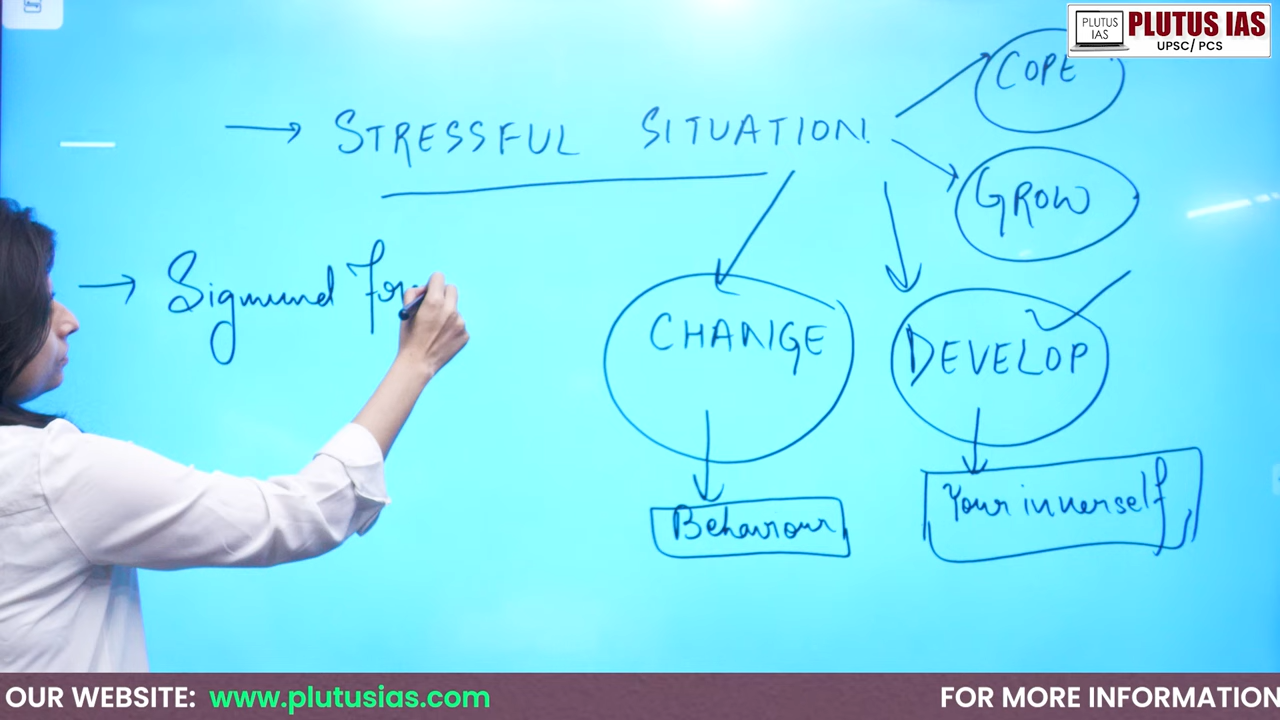 PLUTUS IAS
PLUTUS IAS
UPSC/ PCS
COPE
→ STRESSFUL SITUATION
GROW
→ Sigmund
CHANGE
DEVELOP
Behaviour
Your innerself
OUR WEBSITE: www.plutusias.com
FOR MORE INFORMATION